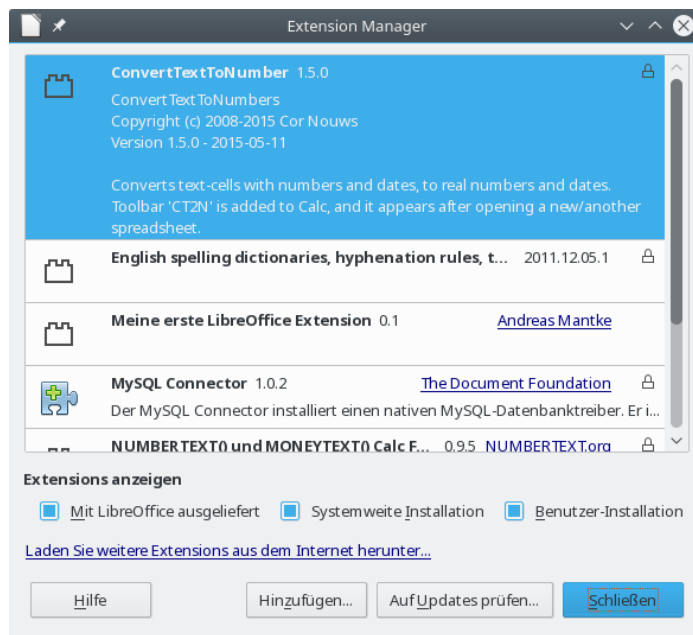 Extension Manager
ConvertTextToNumber 1.5.0
ConvertTextToNumbers
Copyright (c) 2008-2015 Cor Nouws
Version 1.5.0 - 2015-05-11
Converts text-cells with numbers and dates, to real numbers and dates.
Toolbar 'CT2N' is added to Calc, and it appears after opening a new/another
spreadsheet.
English spelling dictionaries, hyphenation rules, t... 2011.12.05.1
Meine erste LibreOffice Extension 0.1 Andreas Mantke
MySQL Connector 1.0.2 The Document Foundation
Der MySQL Connector installiert einen nativen MySQL-Datenbanktreiber. Er i...
NUMBERTEXT() und MONEYTEXT() Calc F... 0.9.5 NUMBERTEXT.org
Extensions anzeigen
Mit LibreOffice ausgeliefert Systemweite Installation Benutzer-Installation
Laden Sie weitere Extensions aus dem Internet herunter...
Hilfe Hinzufügen... Auf Updates prüfen... Schließen